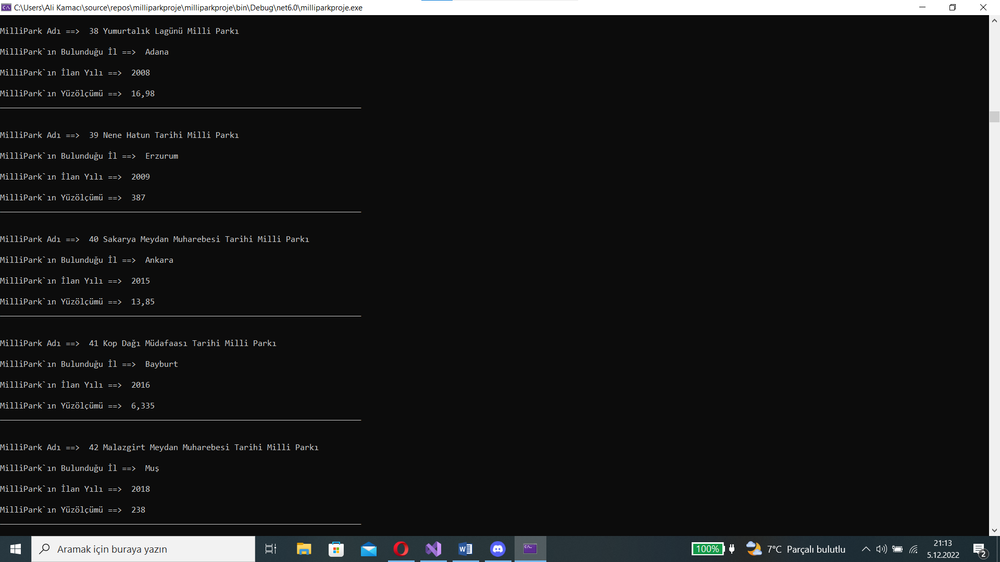 C:\Users\Ali Kamacı\source\repos\milliparkproje\milliparkproje\bin\Debug\net6.0\milliparkproje.exe
MilliPark Adı ==>  38 Yumurtalık Lagünü Milli Parkı
MilliPark`ın Bulunduğu İl ==>  Adana
MilliPark`ın İlan Yılı ==>  2008
MilliPark`ın Yüzölçümü ==>  16,98
MilliPark Adı ==>  39 Nene Hatun Tarihi Milli Parkı
MilliPark`ın Bulunduğu İl ==>  Erzurum
MilliPark`ın İlan Yılı ==>  2009
MilliPark`ın Yüzölçümü ==>  387
MilliPark Adı ==>  40 Sakarya Meydan Muharebesi Tarihi Milli Parkı
MilliPark`ın Bulunduğu İl ==>  Ankara
MilliPark`ın İlan Yılı ==>  2015
MilliPark`ın Yüzölçümü ==>  13,85
MilliPark Adı ==>  41 Kop Dağı Müdafaası Tarihi Milli Parkı
MilliPark`ın Bulunduğu İl ==>  Bayburt
MilliPark`ın İlan Yılı ==>  2016
MilliPark`ın Yüzölçümü ==>  6,335
MilliPark Adı ==>  42 Malazgirt Meydan Muharebesi Tarihi Milli Parkı
MilliPark`ın Bulunduğu İl ==>  Muş
MilliPark`ın İlan Yılı ==>  2018
MilliPark`ın Yüzölçümü ==>  238
Aramak için buraya yazın
100%
7°C Parçalı bulutlu
21:13
5.12.2022
2